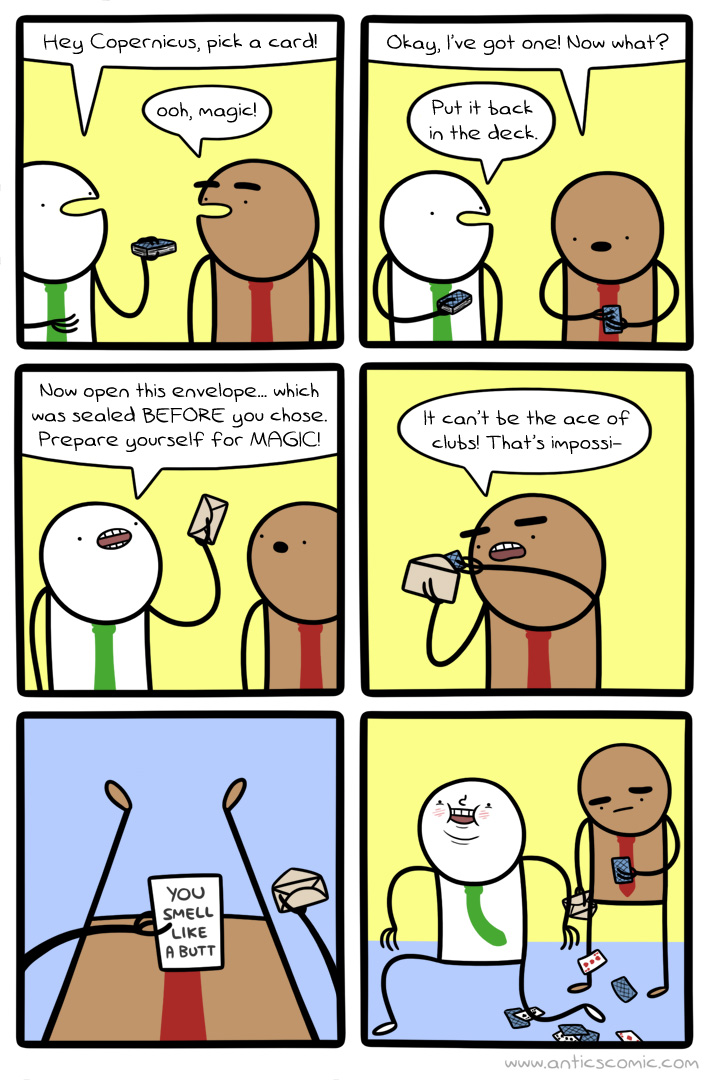 Hey Copernicus, pick a card!
ooh, magic!
Okay, I've got one! Now what?
Put it back
in the deck.
Now open this envelope... which
was sealed BEFORE you chose.
Prepare yourself for MAGIC!
It can't be the ace of
clubs! That's impossi-
YOU
SMELL
LIKE
A BUTT
www.anticscomic.com